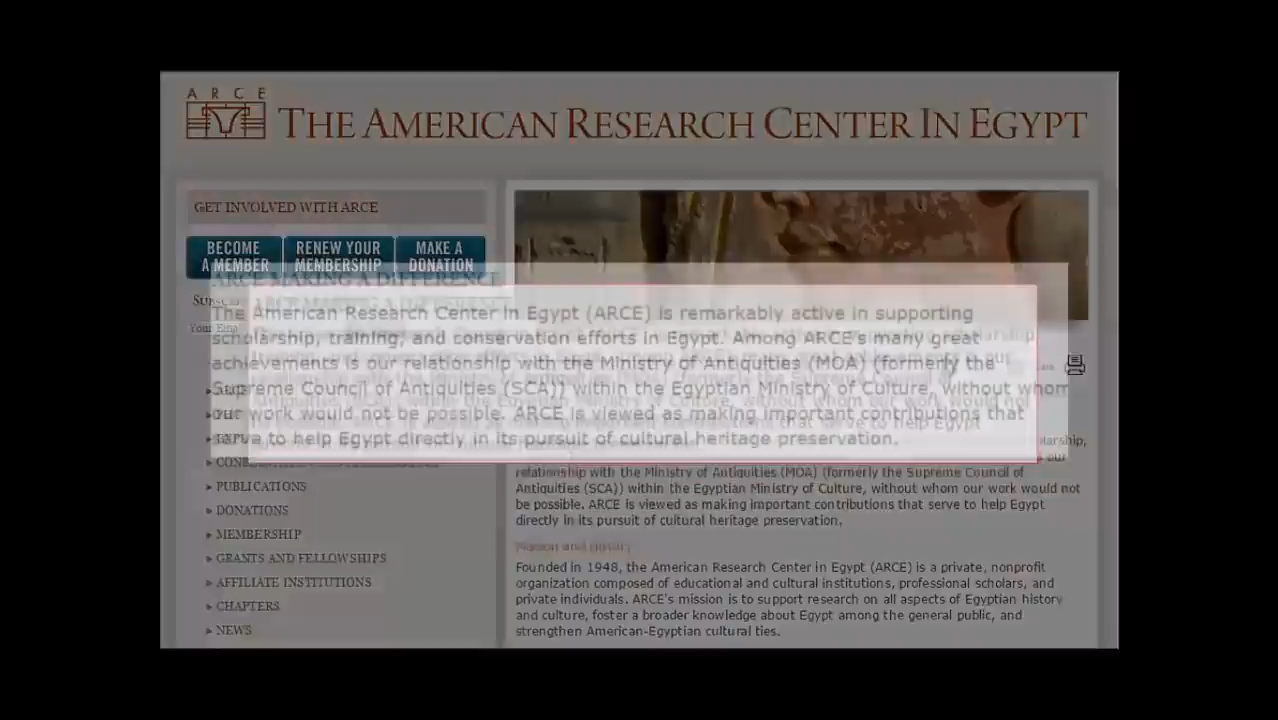 ARCE
THE AMERICAN RESEARCH CENTER IN EGYPT
GET INVOLVED WITH ARCE
BECOME A MEMBER
RENEW YOUR MEMBERSHIP
MAKE A DONATION
ARCE MAKING A DIFFERENCE
The American Research Center in Egypt (ARCE) is remarkably active in supporting
scholarship, training, and conservation efforts in Egypt. Among ARCE's many great
achievements is our relationship with the Ministry of Antiquities (MOA) (formerly the
Supreme Council of Antiquities (SCA)) within the Egyptian Ministry of Culture, without whom
our work would not be possible. ARCE is viewed as making important contributions that
serve to help Egypt directly in its pursuit of cultural heritage preservation.
PUBLICATIONS
DONATIONS
MEMBERSHIP
GRANTS AND FELLOWSHIPS
AFFILIATE INSTITUTIONS
CHAPTERS
NEWS
relationship with the Ministry of Antiquities (MOA) (formerly the Supreme Council of
Antiquities (SCA)) within the Egyptian Ministry of Culture, without whom our work would not
be possible. ARCE is viewed as making important contributions that serve to help Egypt
directly in its pursuit of cultural heritage preservation.
Mission and History
Founded in 1948, the American Research Center in Egypt (ARCE) is a private, nonprofit
organization composed of educational and cultural institutions, professional scholars, and
private individuals. ARCE's mission is to support research on all aspects of Egyptian history
and culture, foster a broader knowledge about Egypt among the general public, and
strengthen American-Egyptian cultural ties.